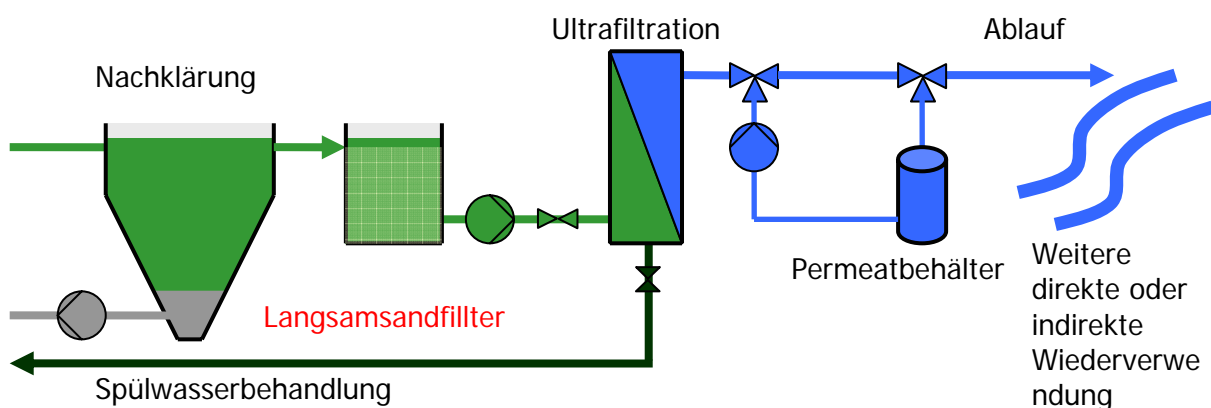 Ultrafiltration
Ablauf
Nachklärung
Permeatbehälter
Weitere
direkte oder
indirekte
Wiederverwe
ndung
Langsamsandfillter
Spülwasserbehandlung